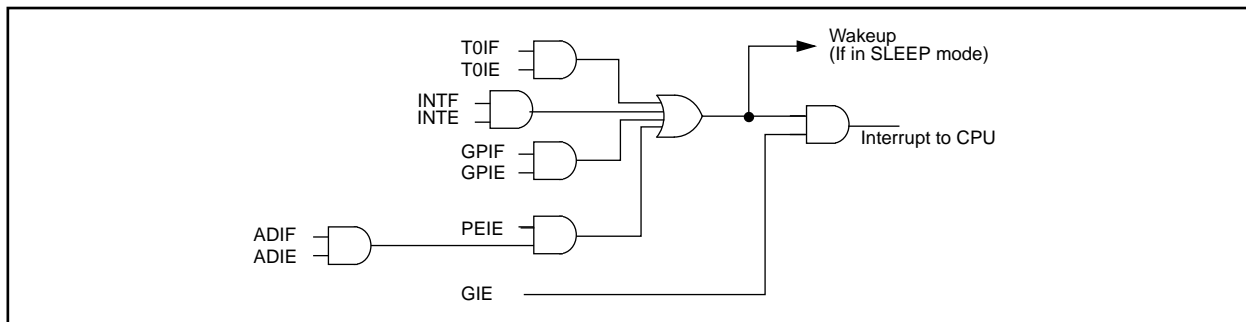 Wakeup
(If in SLEEP mode)
T0IF
T0IE
INTF
INTE
GPIF
GPIE
Interrupt to CPU
PEIE
ADIF
ADIE
GIE